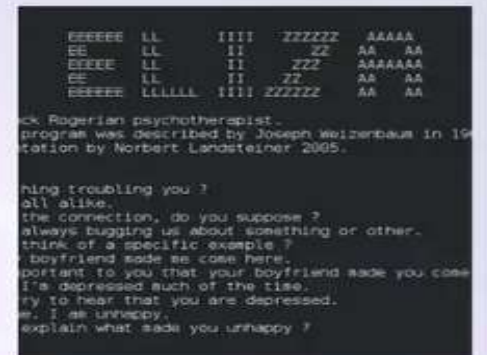 EEEEEE LL IIII ZZZZZZ AAAAA
EE LL II ZZ AA AA
EEEEE LL II ZZZ AAAAAAA
EE LL II ZZ AA AA
EEEEEE LLLLLL IIII ZZZZZZ AA AA
ck Rogerian psychotherapist.
program was described by Joseph Weizenbaum in 19
tation by Norbert Landsteiner 2005.
hing troubling you ?
all alike.
the connection, do you suppose ?
always bugging us about something or other.
think of a specific example ?
boyfriend made me come here.
portant to you that your boyfriend made you come
I'm depressed much of the time.
ry to hear that you are depressed.
e. I am unhappy.
explain what made you unhappy ?